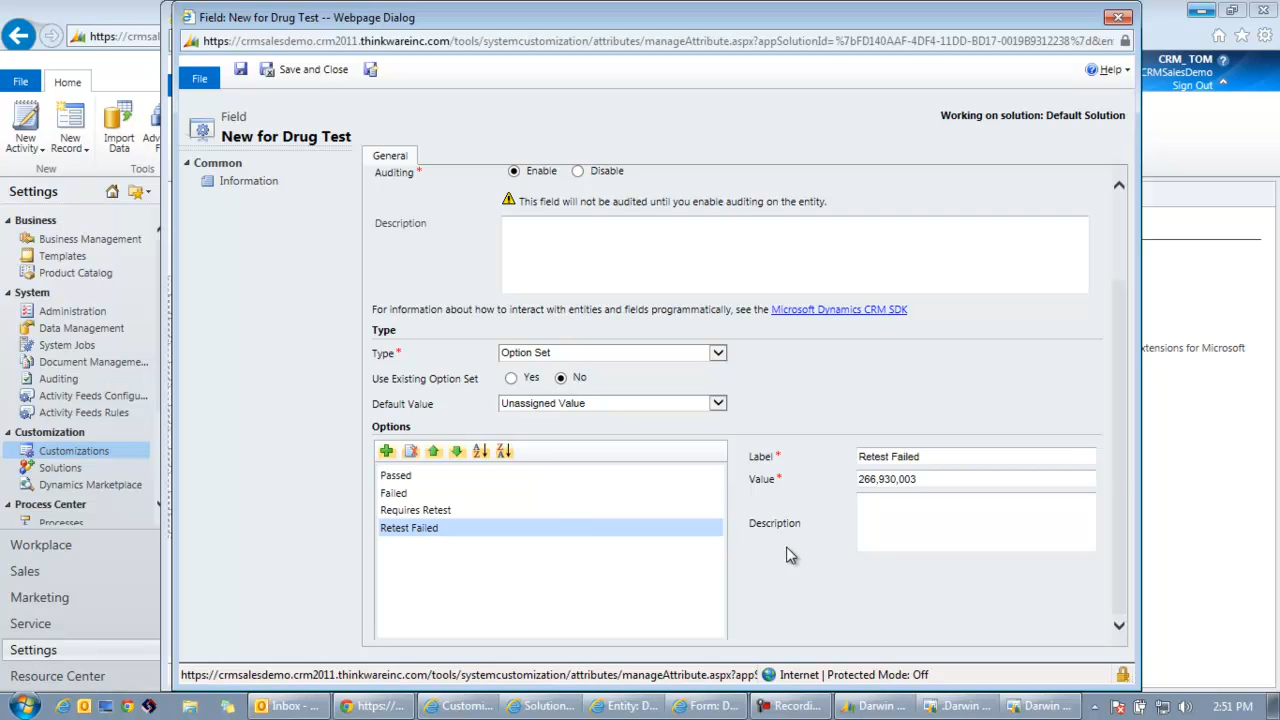 Field: New for Drug Test -- Webpage Dialog
https://crmsal
https://crmsalesdemo.crm2011.thinkwareinc.com/tools/systemcustomization/attributes/manageAttribute.aspx?appSolutionId=%7bFD140AAF-4DF4-11DD-BD17-0019B9312238%7d&en
File
Home
File
Save and Close
Help
CRM_TOM
CRMSalesDemo
Sign Out
New Activity
New Record
Import Data
New
Tools
Field
New for Drug Test
Working on solution: Default Solution
Common
Information
General
Settings
Business
Business Management
Templates
Product Catalog
System
Administration
Data Management
System Jobs
Document Manageme...
Auditing
Activity Feeds Configu...
Activity Feeds Rules
Customization
Customizations
Solutions
Dynamics Marketplace
Process Center
Processes
Workplace
Sales
Marketing
Service
Settings
Resource Center
Auditing *
Enable
Disable
This field will not be audited until you enable auditing on the entity.
Description
For information about how to interact with entities and fields programmatically, see the Microsoft Dynamics CRM SDK
Type
Type * Option Set
Use Existing Option Set Yes No
Default Value Unassigned Value
Options
Passed
Failed
Requires Retest
Retest Failed
Label * Retest Failed
Value * 266,930,003
Description
tensions for Microsoft
https://crmsalesdemo.crm2011.thinkwareinc.com/tools/systemcustomization/attributes/manageAttribute.aspx?app!
Internet | Protected Mode: Off
Inbox -...
https://...
Customi...
Solution...
Entity: D...
Form: D...
Recordi...
Darwin ...
.Darwin ...
Darwin ...
2:51 PM